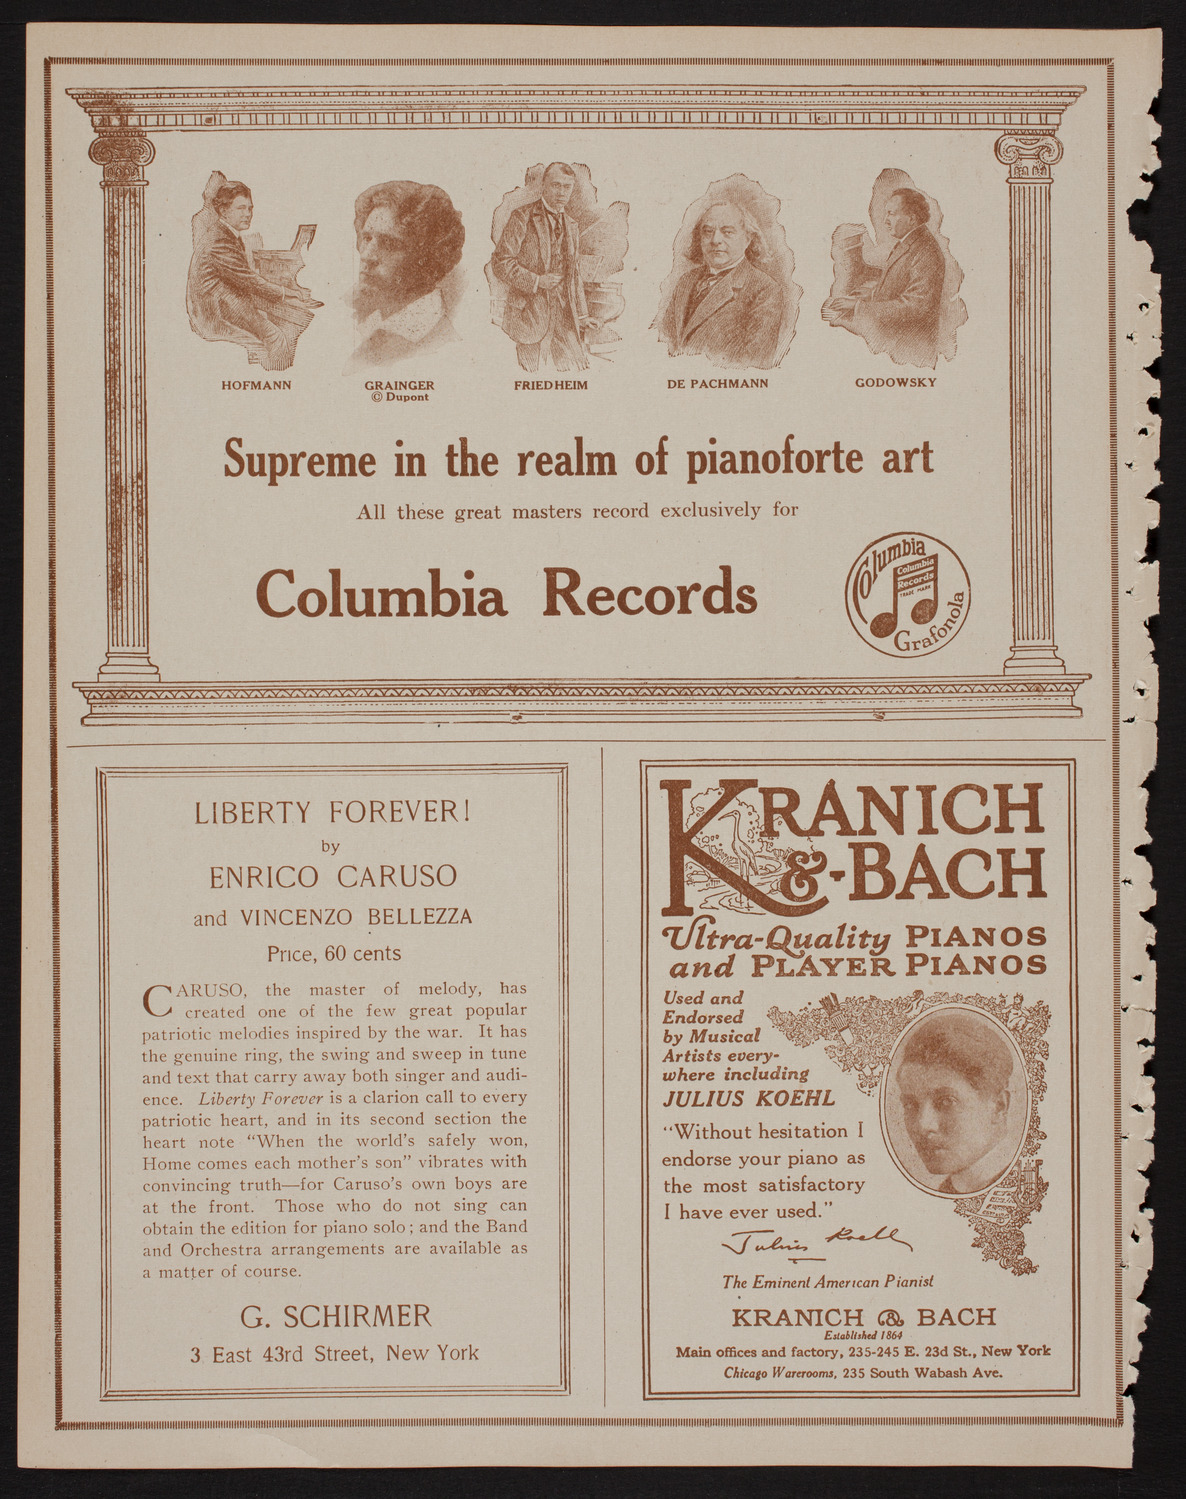 HOFMANN
GRAINGER
© Dupont
FRIEDHEIM
DE PACHMANN
GODOWSKY
Supreme in the realm of pianoforte art
All these great masters record exclusively for
Columbia Records
Columbia
Columbia
Records
TRADE MARK
Grafonola
LIBERTY FOREVER!
by
ENRICO CARUSO
and VINCENZO BELLEZZA
Price, 60 cents
CARUSO, the master of melody, has
created one of the few great popular
patriotic melodies inspired by the war. It has
the genuine ring, the swing and sweep in tune
and text that carry away both singer and audi-
ence. Liberty Forever is a clarion call to every
patriotic heart, and in its second section the
heart note "When the world's safely won,
Home comes each mother's son" vibrates with
convincing truth—for Caruso's own boys are
at the front. Those who do not sing can
obtain the edition for piano solo; and the Band
and Orchestra arrangements are available as
a matter of course.
G. SCHIRMER
3 East 43rd Street, New York
KRANICH
&-BACH
Ultra-Quality PIANOS
and PLAYER PIANOS
Used and
Endorsed
by Musical
Artists every-
where including
JULIUS KOEHL
"Without hesitation I
endorse your piano as
the most satisfactory
I have ever used."
Julius Koehl
The Eminent American Pianist
KRANICH & BACH
Established 1864
Main offices and factory, 235-245 E. 23d St., New York
Chicago Warerooms, 235 South Wabash Ave.